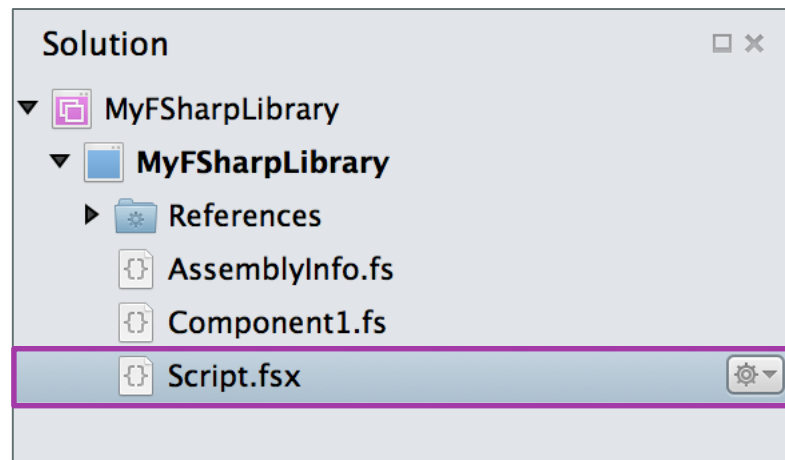 Solution
MyFSharpLibrary
MyFSharpLibrary
References
AssemblyInfo.fs
Component1.fs
Script.fsx